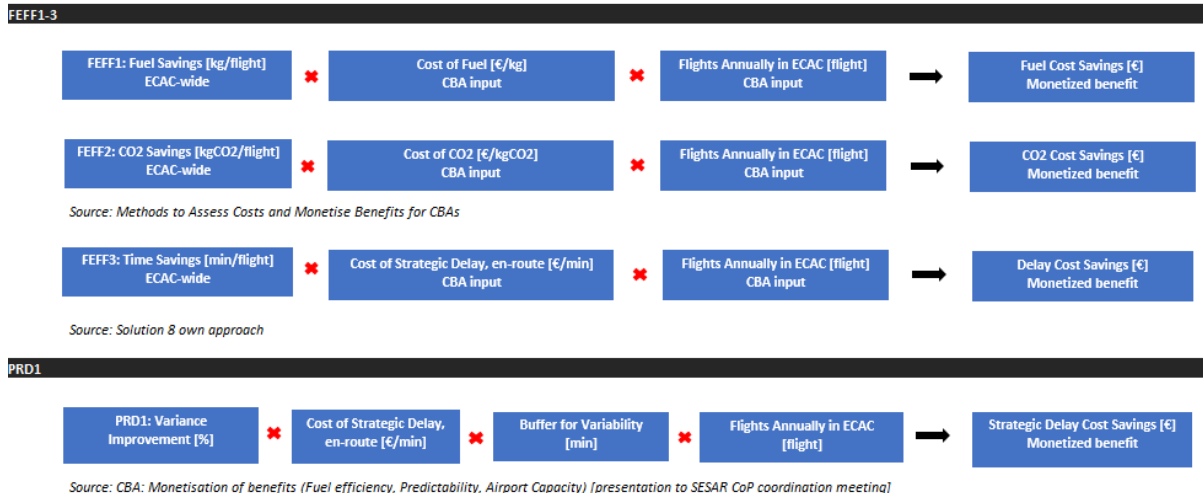 FEFF1-3
FEFF1: Fuel Savings [kg/flight]
ECAC-wide
Cost of Fuel [€/kg]
CBA input
Flights Annually in ECAC [flight]
CBA input
Fuel Cost Savings [€]
Monetized benefit
FEFF2: CO2 Savings [kgCO2/flight]
ECAC-wide
Cost of CO2 [€/kgCO2]
CBA input
Flights Annually in ECAC [flight]
CBA input
CO2 Cost Savings [€]
Monetized benefit
Source: Methods to Assess Costs and Monetise Benefits for CBAs
FEFF3: Time Savings [min/flight]
ECAC-wide
Cost of Strategic Delay, en-route [€/min]
CBA input
Flights Annually in ECAC [flight]
CBA input
Delay Cost Savings [€]
Monetized benefit
Source: Solution 8 own approach
PRD1
PRD1: Variance
Improvement [%]
Cost of Strategic Delay,
en-route [€/min]
Buffer for Variability
[min]
Flights Annually in ECAC
[flight]
Strategic Delay Cost Savings [€]
Monetized benefit
Source: CBA: Monetisation of benefits (Fuel efficiency, Predictability, Airport Capacity) [presentation to SESAR CoP coordination meeting]